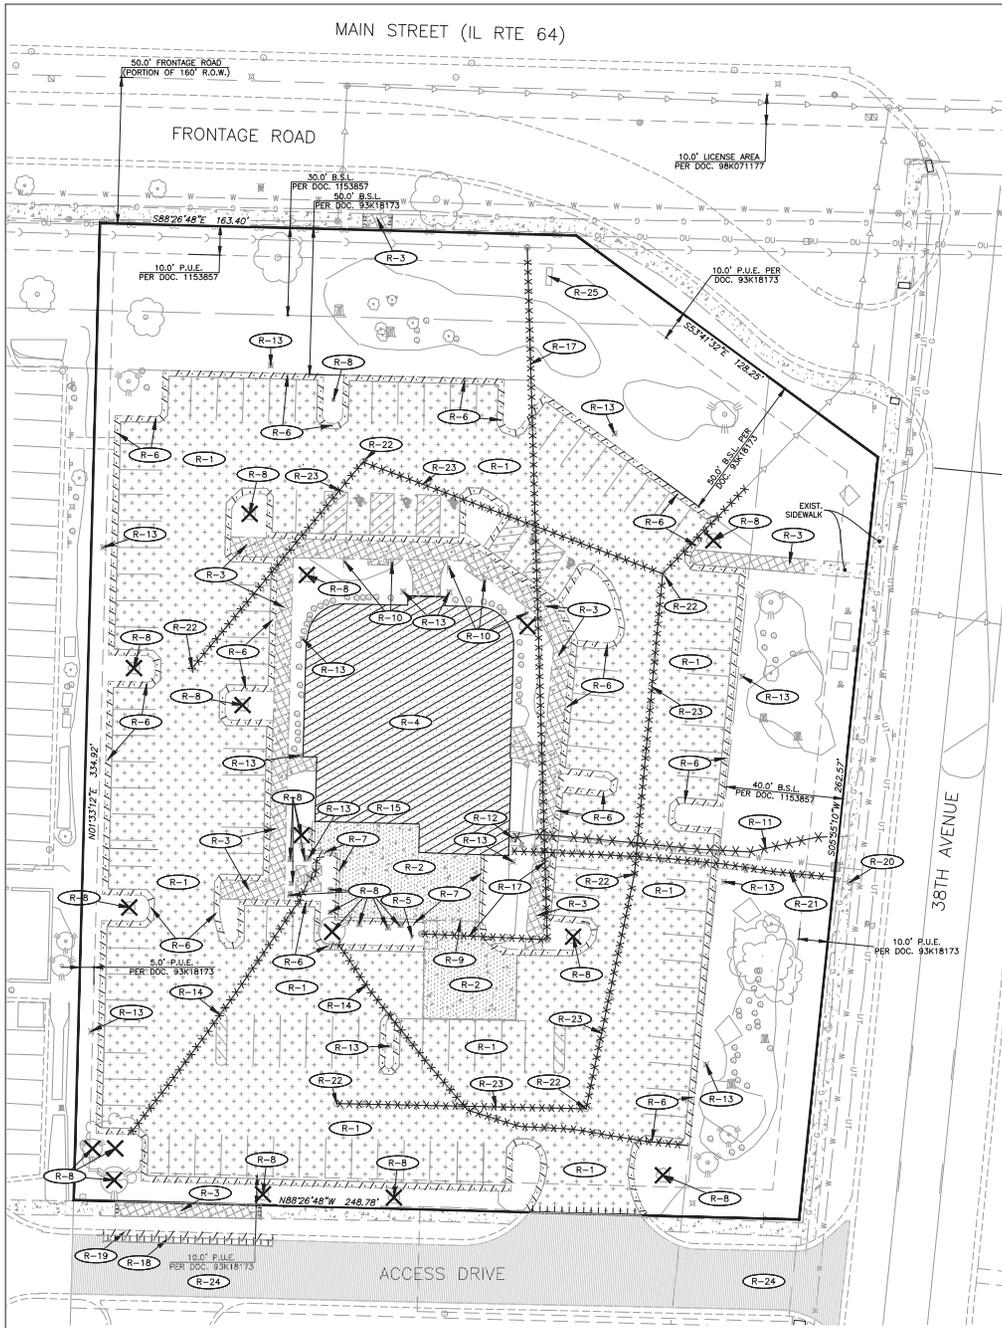 MAIN STREET (IL RTE 64)
50.0' FRONTAGE ROAD
(PORTION OF 160' R.O.W.)
FRONTAGE ROAD
10.0' LICENSE AREA
PER DOC. 98K071177
30.0' B.S.L.
PER DOC. 1153857
50.0' B.S.L.
PER DOC. 93K18173
S88°26'48"E 163.40'
R-3
10.0' P.U.E.
PER DOC. 1153857
10.0' P.U.E. PER
DOC. 93K18173
R-25
S53°41'32"E 128.25'
R-13
R-8
R-17
R-6
R-6
R-13
R-6
R-1
R-22
R-23
R-23
R-1
50.0' B.S.L. PER
DOC. 93K18173
R-8
EXIST.
SIDEWALK
R-13
R-6
R-8
R-3
R-3
R-8
R-10
R-13
R-10
R-3
R-22
R-22
R-8
R-6
R-13
R-1
R-8
R-6
R-13
R-6
R-4
R-23
N01°33'12"E 334.92'
R-13
R-6
40.0' B.S.L.
PER DOC. 1153857
S05°55'10"W 262.57'
R-8
R-13
R-15
R-12
R-6
R-11
R-3
R-7
R-13
R-2
R-20
R-1
R-8
R-5
R-7
R-17
R-22
R-1
R-13
R-21
R-8
R-3
38TH AVENUE
R-6
R-6
R-9
R-8
10.0' P.U.E.
PER DOC. 93K18173
5.0' P.U.E.
PER DOC. 93K18173
R-1
R-2
R-14
R-14
R-13
R-23
R-13
R-1
R-22
R-23
R-22
R-13
R-1
R-6
R-8
R-8
R-8
R-1
R-3
N88°26'48"W 248.78'
R-8
R-19
R-18
10.0' P.U.E.
PER DOC. 93K18173
R-24
ACCESS DRIVE
R-24